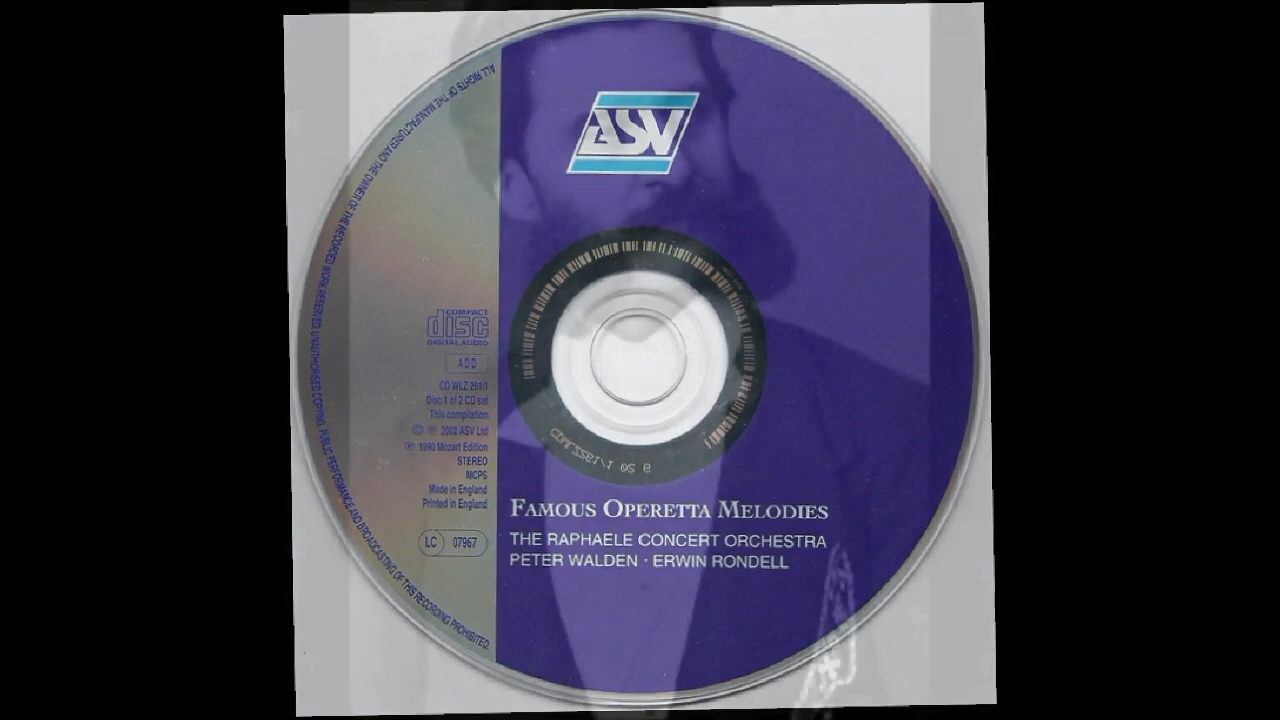 ASV
ALL RIGHTS OF THE MANUFACTURER AND THE OWNER OF THE RECORDED WORK RESERVED. UNAUTHORISED COPYING, PUBLIC PERFORMANCE AND BROADCASTING OF THIS RECORDING PROHIBITED.
COMPACT
disc
DIGITAL AUDIO
ADD
CD WLZ 261/1
Disc 1 of 2 CD set
This compilation
© ℗ 2002 ASV Ltd
℗ 1990 Mozart Edition
STEREO
MCPS
Made in England
Printed in England
LC 07967
FAMOUS OPERETTA MELODIES
THE RAPHAELE CONCERT ORCHESTRA
PETER WALDEN · ERWIN RONDELL